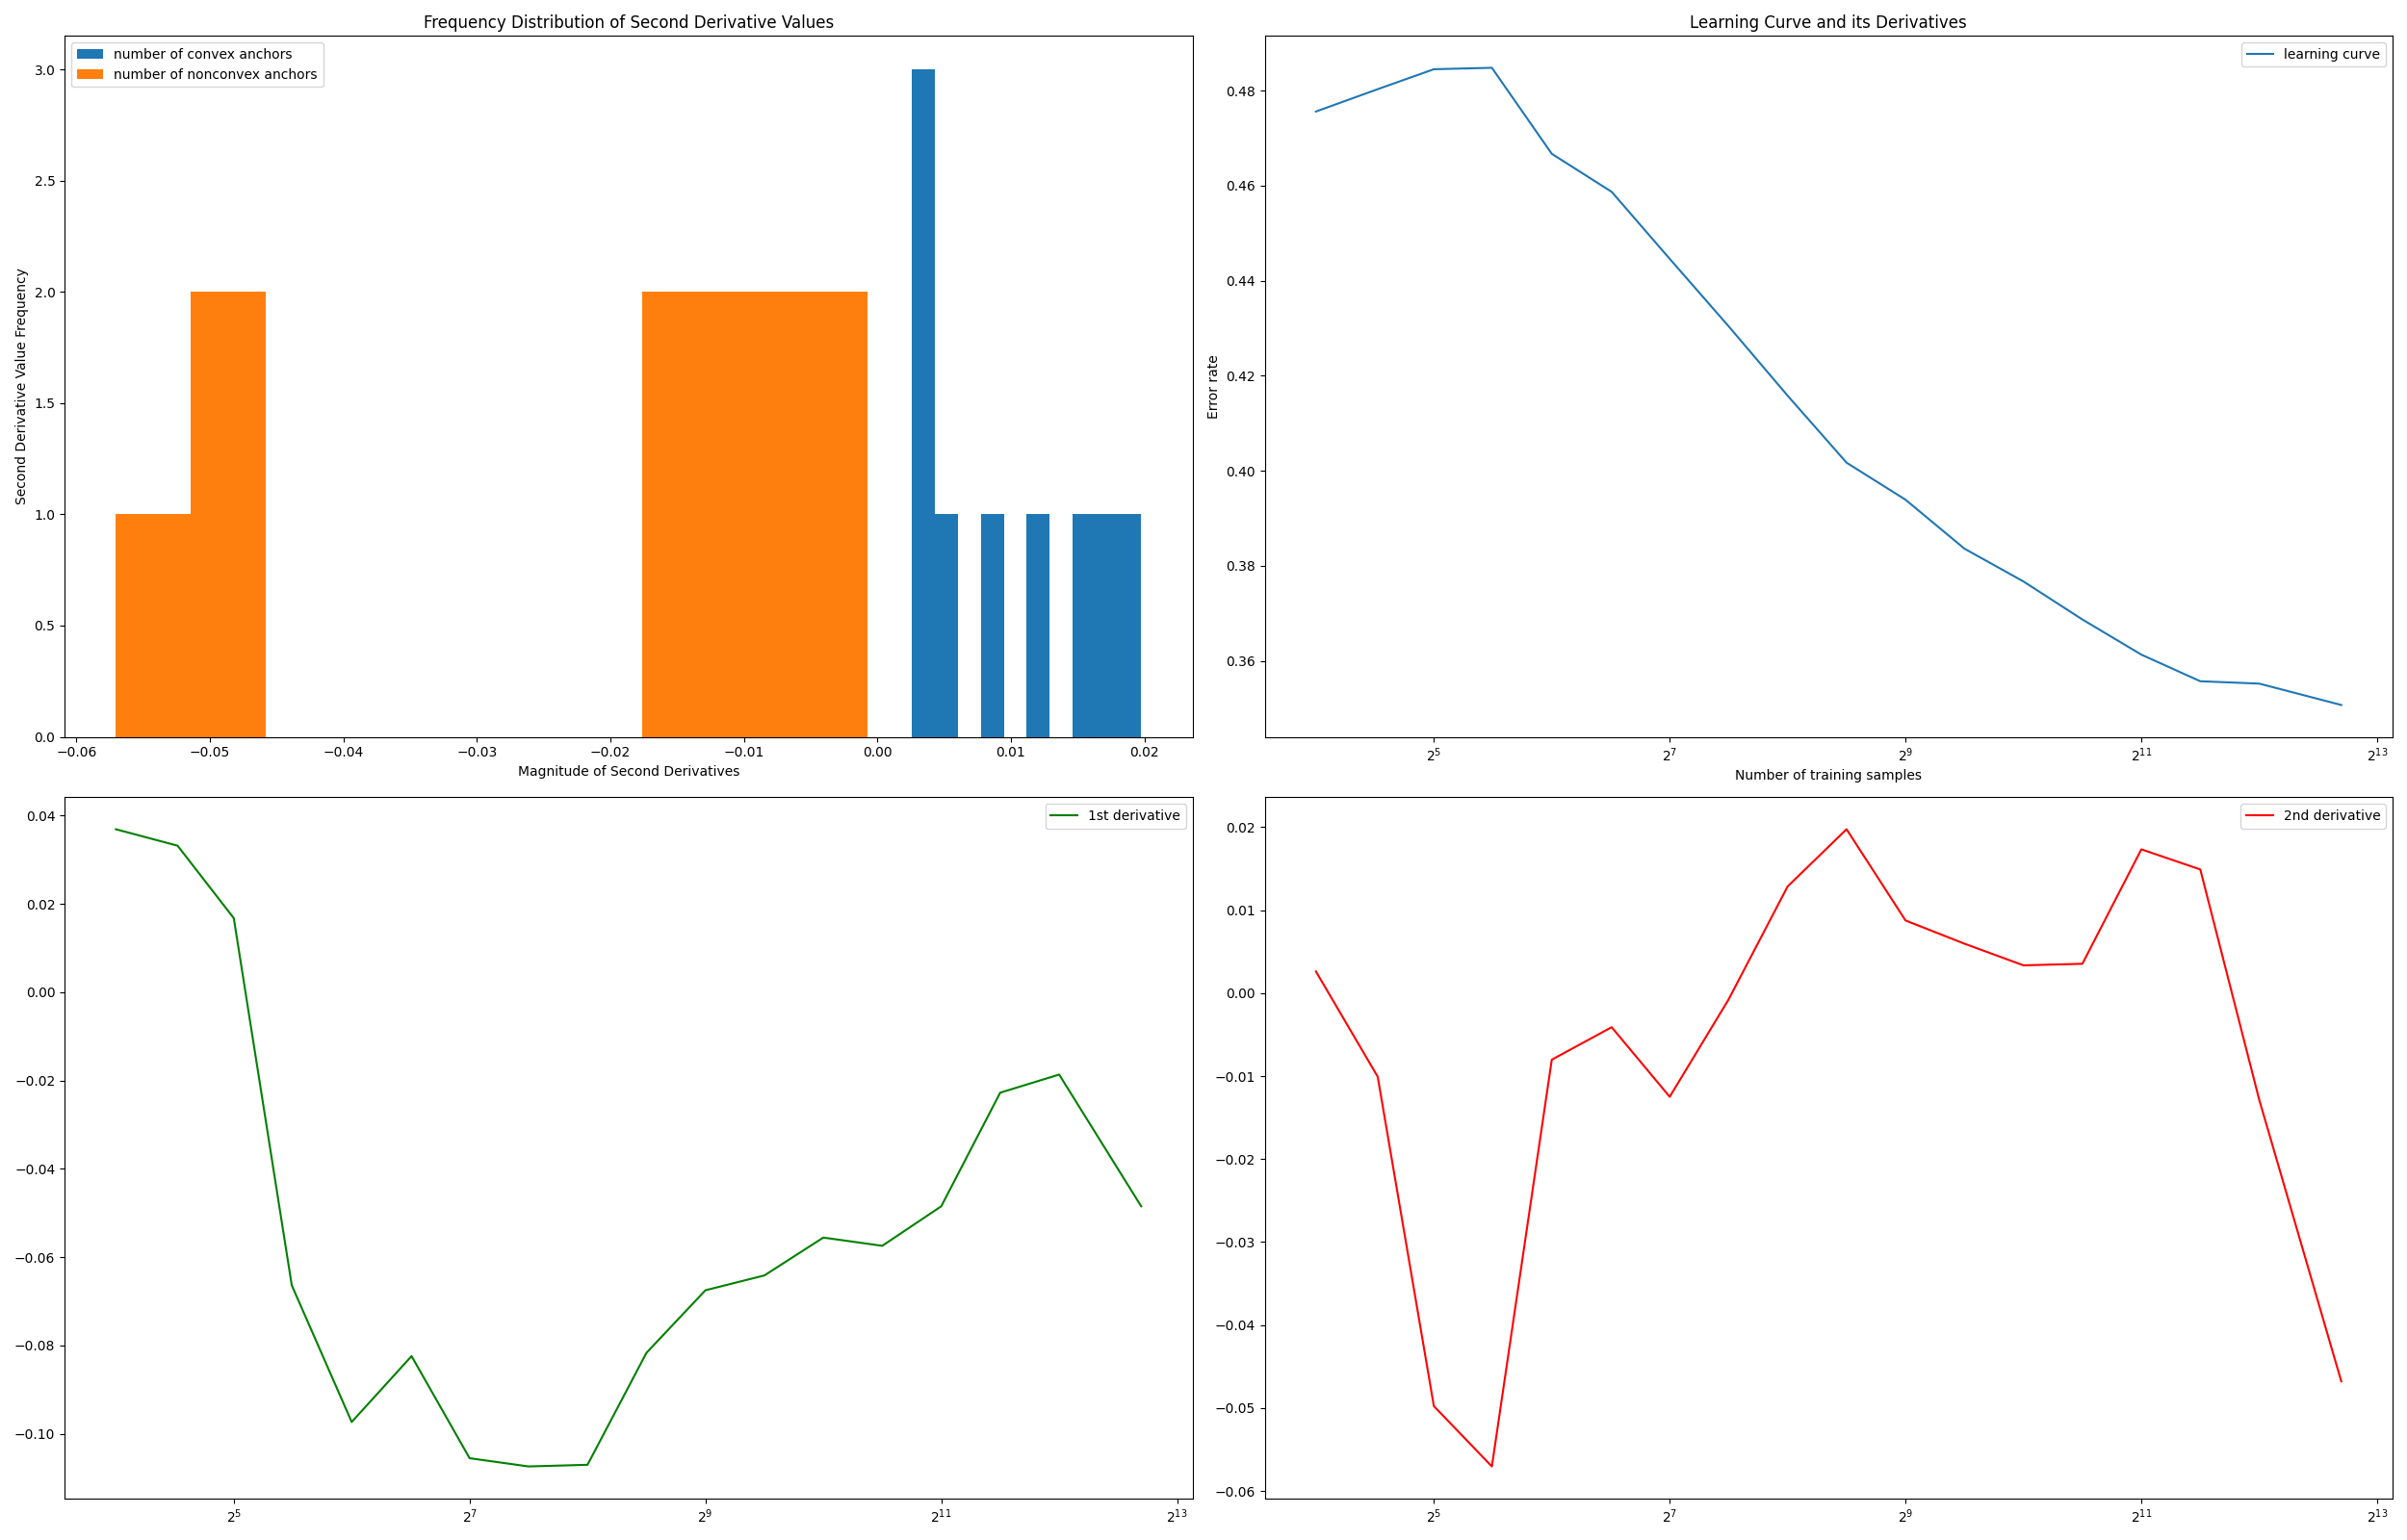 Frequency Distribution of Second Derivative Values
number of convex anchors
number of nonconvex anchors
3.0
2.5
2.0
1.5
1.0
0.5
0.0
Second Derivative Value Frequency
−0.06 −0.05 −0.04 −0.03 −0.02 −0.01 0.00 0.01 0.02
Magnitude of Second Derivatives
Learning Curve and its Derivatives
learning curve
0.48
0.46
0.44
0.42
0.40
0.38
0.36
Error rate
2^5 2^7 2^9 2^11 2^13
Number of training samples
1st derivative
0.04
0.02
0.00
−0.02
−0.04
−0.06
−0.08
−0.10
2^5 2^7 2^9 2^11 2^13
2nd derivative
0.02
0.01
0.00
−0.01
−0.02
−0.03
−0.04
−0.05
−0.06
2^5 2^7 2^9 2^11 2^13